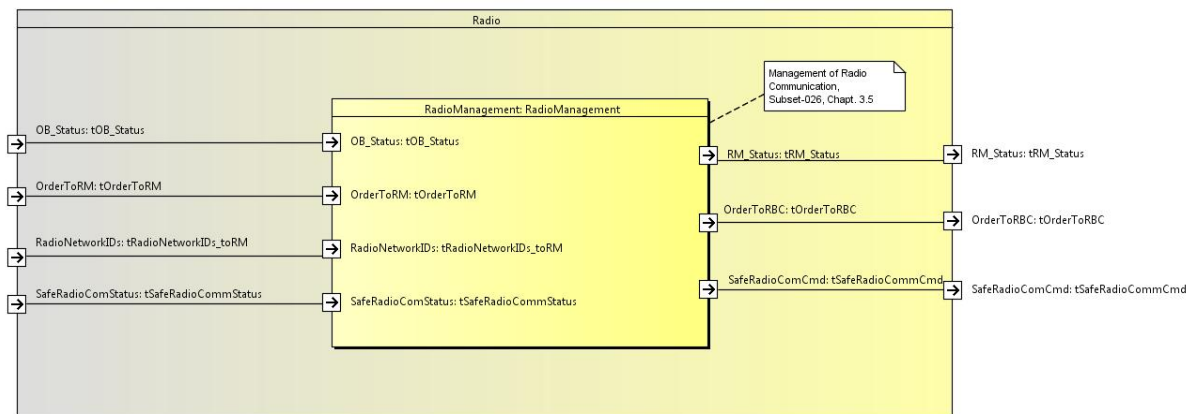 Radio
Management of Radio
Communication,
Subset-026, Chapt. 3.5
RadioManagement: RadioManagement
OB_Status: tOB_Status
OB_Status: tOB_Status
RM_Status: tRM_Status
RM_Status: tRM_Status
OrderToRM: tOrderToRM
OrderToRM: tOrderToRM
OrderToRBC: tOrderToRBC
OrderToRBC: tOrderToRBC
RadioNetworkIDs: tRadioNetworkIDs_toRM
RadioNetworkIDs: tRadioNetworkIDs_toRM
SafeRadioComCmd: tSafeRadioCommCmd
SafeRadioComCmd: tSafeRadioCommCmd
SafeRadioComStatus: tSafeRadioCommStatus
SafeRadioComStatus: tSafeRadioCommStatus